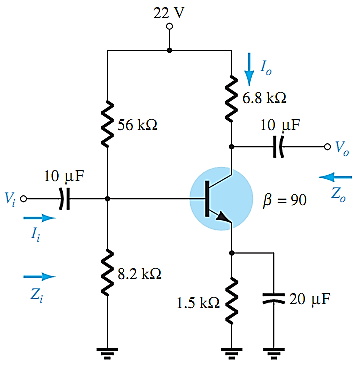 22 V
I_o
6.8 kΩ
56 kΩ
10 µF
V_o
10 µF
V_i
β = 90
Z_o
I_i
8.2 kΩ
Z_i
1.5 kΩ
20 µF